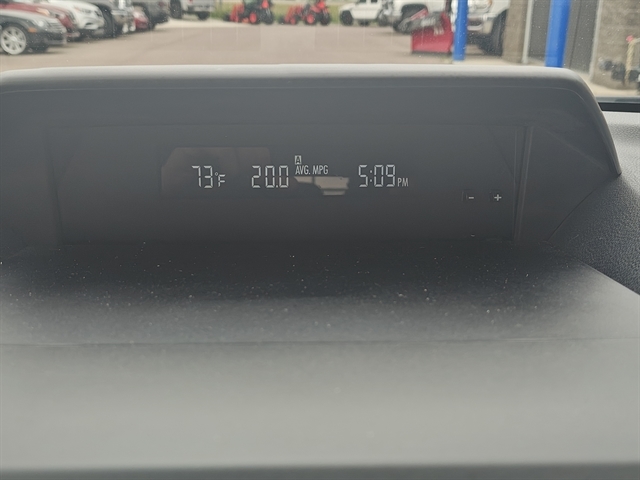 73°F 20.0 A AVG. MPG 5:09 PM
- +